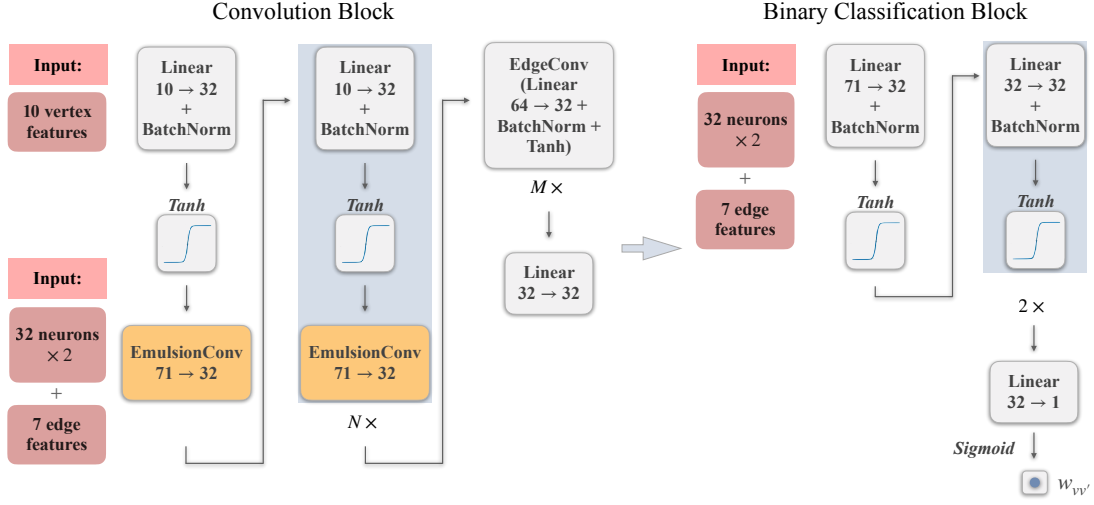 Convolution Block
Binary Classification Block
Input:
10 vertex
features
Linear
10 → 32
+
BatchNorm
Tanh
Input:
32 neurons
× 2
+
7 edge
features
EmulsionConv
71 → 32
Linear
10 → 32
+
BatchNorm
Tanh
EmulsionConv
71 → 32
N ×
EdgeConv
(Linear
64 → 32 +
BatchNorm +
Tanh)
M ×
Linear
32 → 32
Input:
32 neurons
× 2
+
7 edge
features
Linear
71 → 32
+
BatchNorm
Tanh
Linear
32 → 32
+
BatchNorm
Tanh
2 ×
Linear
32 → 1
Sigmoid
w_{vv′}